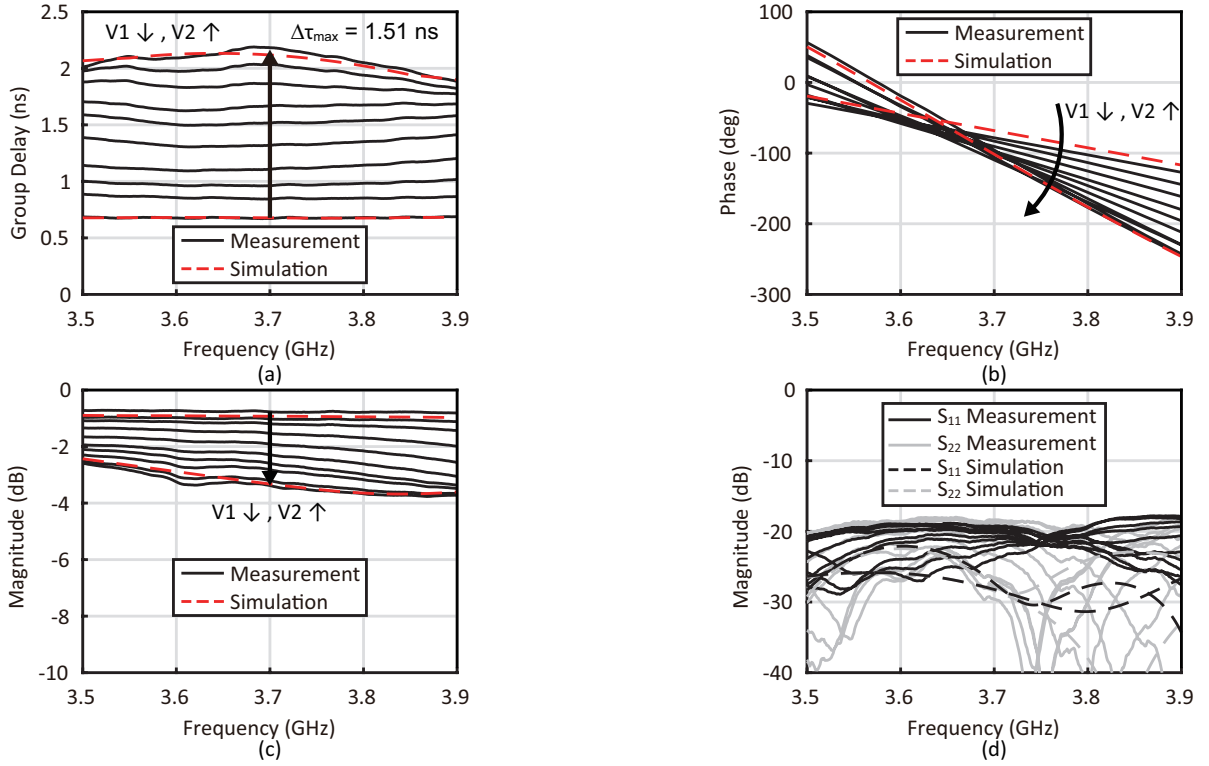 V1 ↓ , V2 ↑
Δτmax = 1.51 ns
2.5
2
1.5
1
0.5
0
Group Delay (ns)
Measurement
Simulation
3.5
3.6
3.7
3.8
3.9
Frequency (GHz)
(a)
100
0
-100
-200
-300
Phase (deg)
Measurement
Simulation
V1 ↓ , V2 ↑
3.5
3.6
3.7
3.8
3.9
Frequency (GHz)
(b)
0
-2
-4
-6
-8
-10
Magnitude (dB)
V1 ↓ , V2 ↑
Measurement
Simulation
3.5
3.6
3.7
3.8
3.9
Frequency (GHz)
(c)
0
-10
-20
-30
-40
Magnitude (dB)
S11 Measurement
S22 Measurement
S11 Simulation
S22 Simulation
3.5
3.6
3.7
3.8
3.9
Frequency (GHz)
(d)